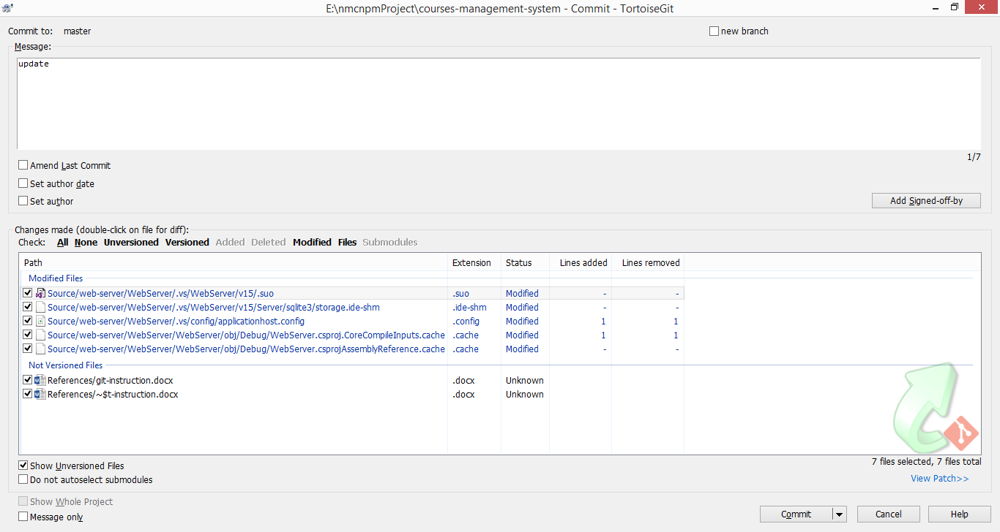 E:\nmcnpmProject\courses-management-system - Commit - TortoiseGit
Commit to: master new branch
Message:
update
1/7
Amend Last Commit
Set author date
Set author
Add Signed-off-by
Changes made (double-click on file for diff):
Check: All None Unversioned Versioned Added Deleted Modified Files Submodules
Path Extension Status Lines added Lines removed
Modified Files
Source/web-server/WebServer/.vs/WebServer/v15/.suo .suo Modified - -
Source/web-server/WebServer/.vs/WebServer/v15/Server/sqlite3/storage.ide-shm .ide-shm Modified - -
Source/web-server/WebServer/.vs/config/applicationhost.config .config Modified 1 1
Source/web-server/WebServer/WebServer/obj/Debug/WebServer.csproj.CoreCompileInputs.cache .cache Modified 1 1
Source/web-server/WebServer/WebServer/obj/Debug/WebServer.csprojAssemblyReference.cache .cache Modified - -
Not Versioned Files
References/git-instruction.docx .docx Unknown
References/~$t-instruction.docx .docx Unknown
Show Unversioned Files
7 files selected, 7 files total
Do not autoselect submodules
View Patch>>
Show Whole Project
Message only
Commit Cancel Help